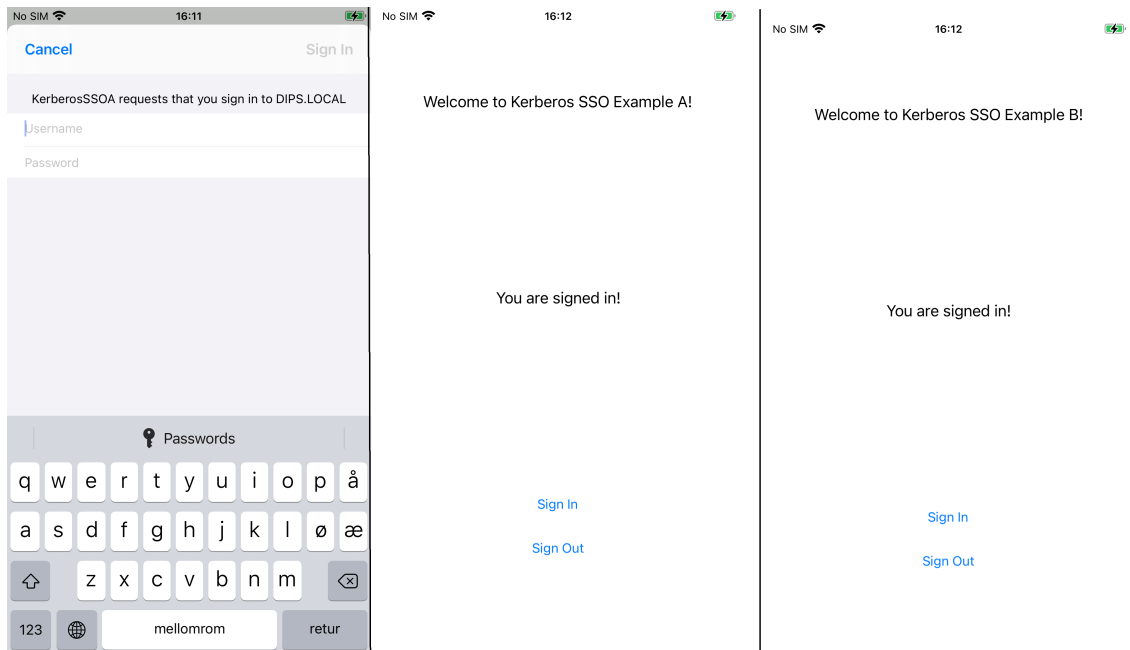 No SIM 16:11
Cancel Sign In
KerberosSSOA requests that you sign in to DIPS.LOCAL
Username
Password
Passwords
q w e r t y u i o p å
a s d f g h j k l ø æ
z x c v b n m
123 mellomrom retur
No SIM 16:12
Welcome to Kerberos SSO Example A!
You are signed in!
Sign In
Sign Out
No SIM 16:12
Welcome to Kerberos SSO Example B!
You are signed in!
Sign In
Sign Out